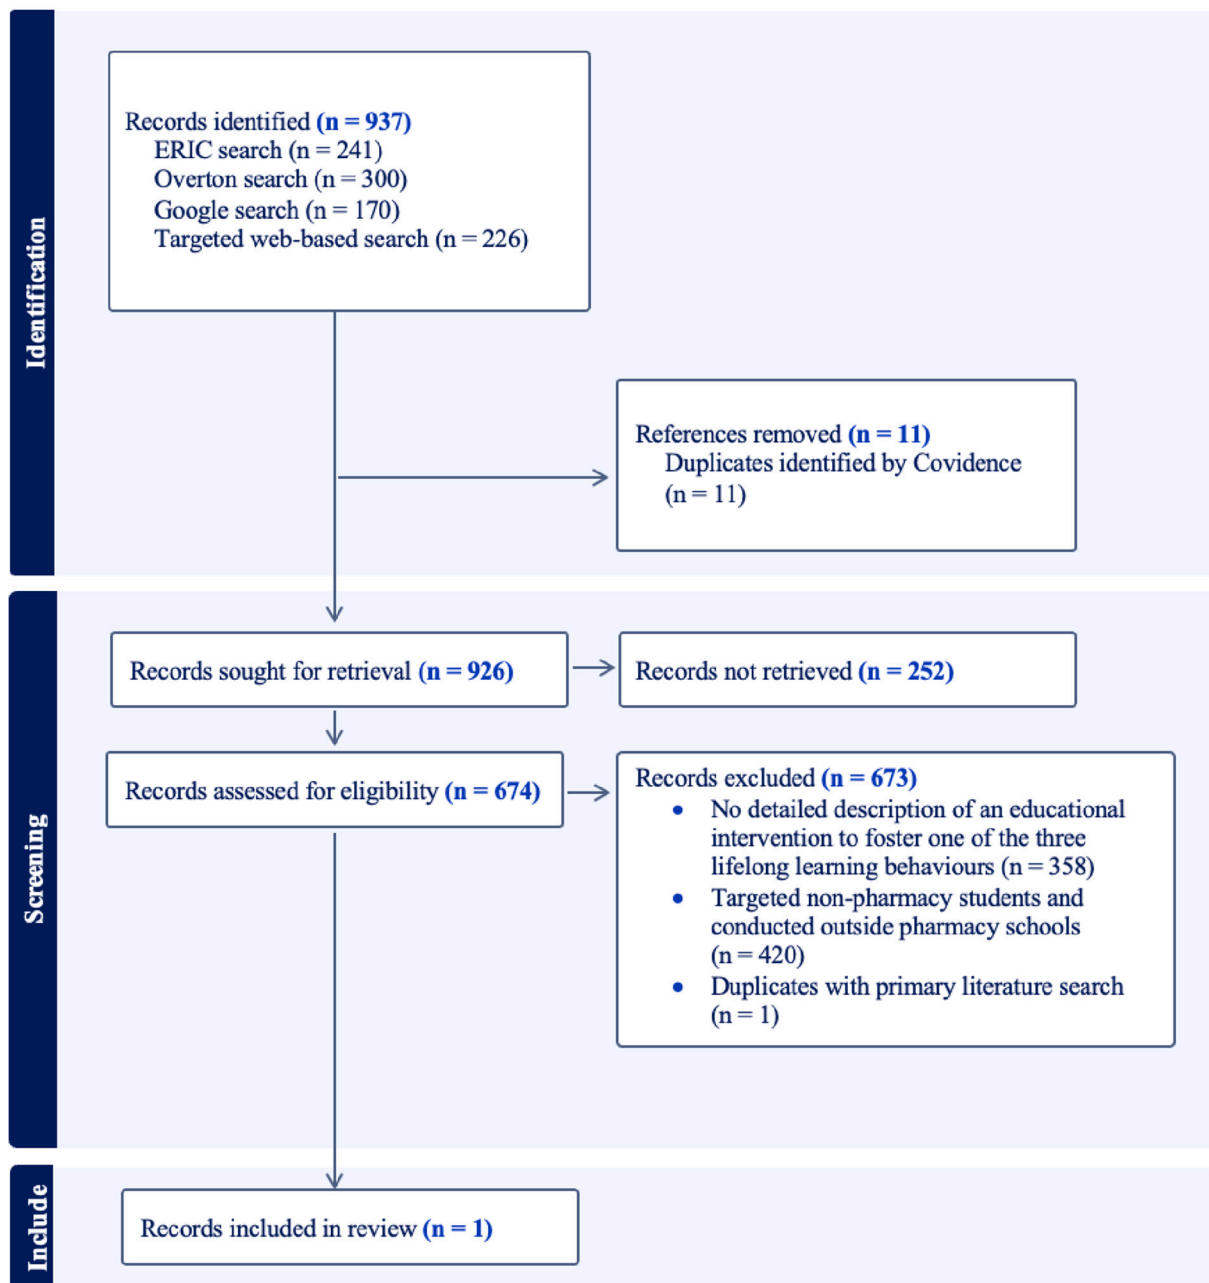 Identification
Records identified (n = 937)
ERIC search (n = 241)
Overton search (n = 300)
Google search (n = 170)
Targeted web-based search (n = 226)
References removed (n = 11)
Duplicates identified by Covidence
(n = 11)
Screening
Records sought for retrieval (n = 926)
Records not retrieved (n = 252)
Records assessed for eligibility (n = 674)
Records excluded (n = 673)
• No detailed description of an educational
intervention to foster one of the three
lifelong learning behaviours (n = 358)
• Targeted non-pharmacy students and
conducted outside pharmacy schools
(n = 420)
• Duplicates with primary literature search
(n = 1)
Include
Records included in review (n = 1)